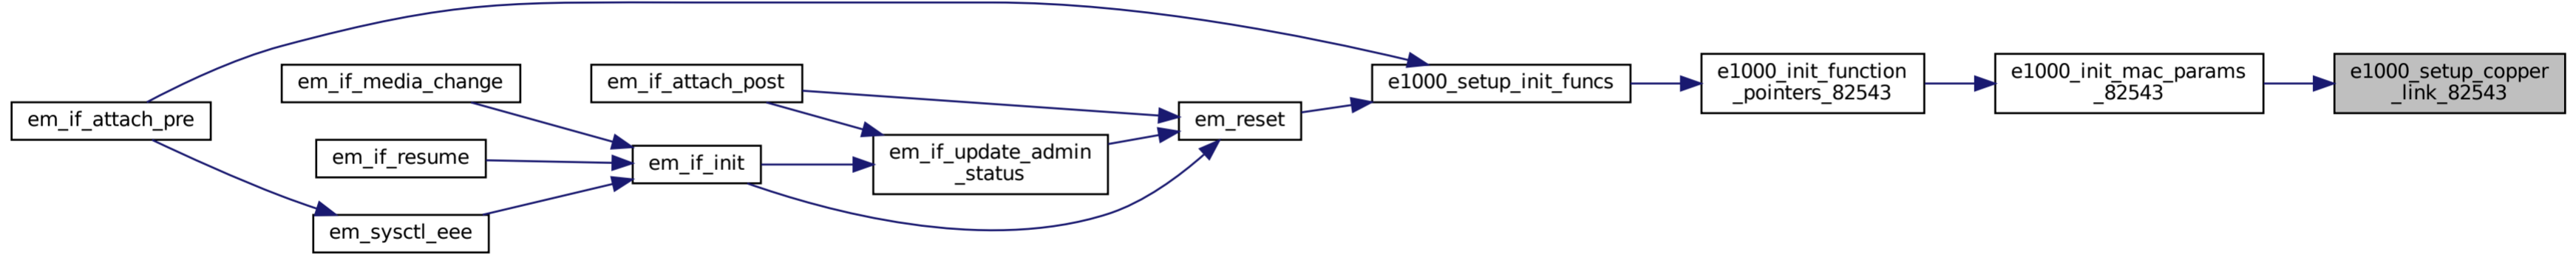 em_if_attach_pre
em_if_media_change
em_if_resume
em_sysctl_eee
em_if_attach_post
em_if_init
em_if_update_admin
_status
em_reset
e1000_setup_init_funcs
e1000_init_function
_pointers_82543
e1000_init_mac_params
_82543
e1000_setup_copper
_link_82543